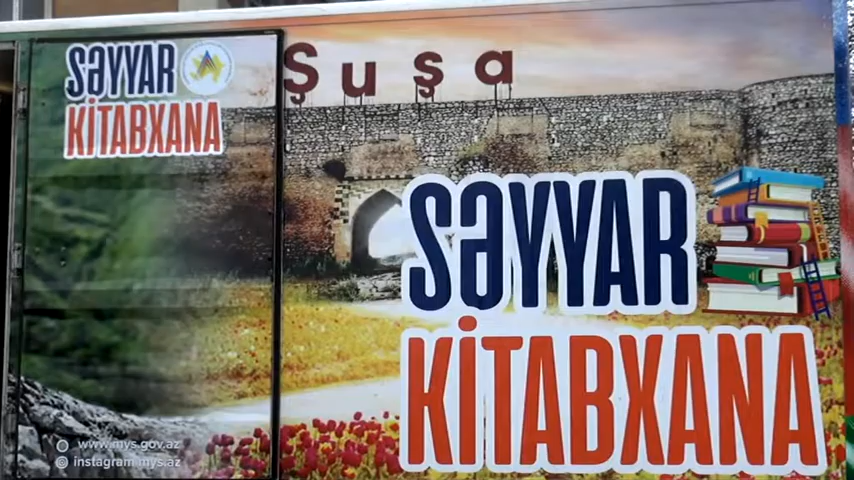 SƏYYAR
KİTABXANA
Şuşa
SƏYYAR
KİTABXANA
www.mys.gov.az
instagram.mys.az